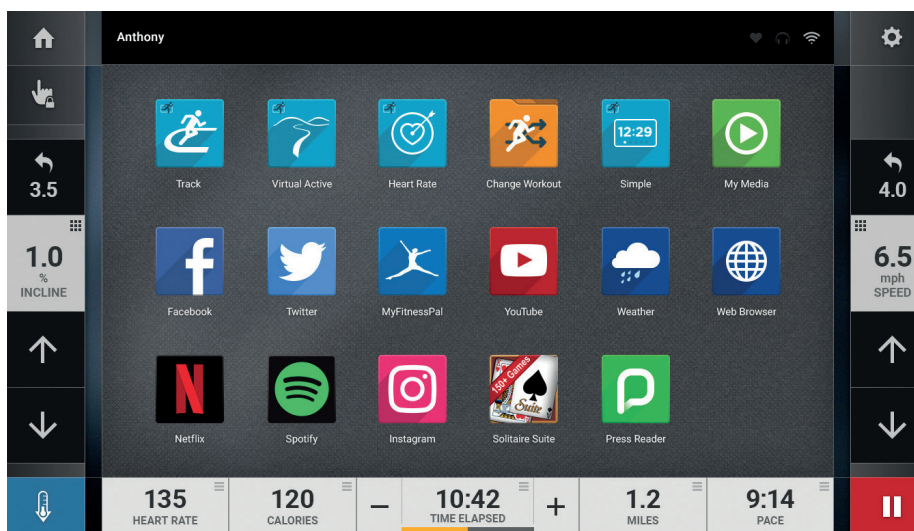 Anthony
3.5
1.0
%
INCLINE
12:29
Track
Virtual Active
Heart Rate
Change Workout
Simple
My Media
f
Facebook
Twitter
MyFitnessPal
YouTube
Weather
Web Browser
N
150+ Games
Suite
Netflix
Spotify
Instagram
Solitaire Suite
Press Reader
4.0
6.5
mph
SPEED
135
HEART RATE
120
CALORIES
10:42
TIME ELAPSED
1.2
MILES
9:14
PACE